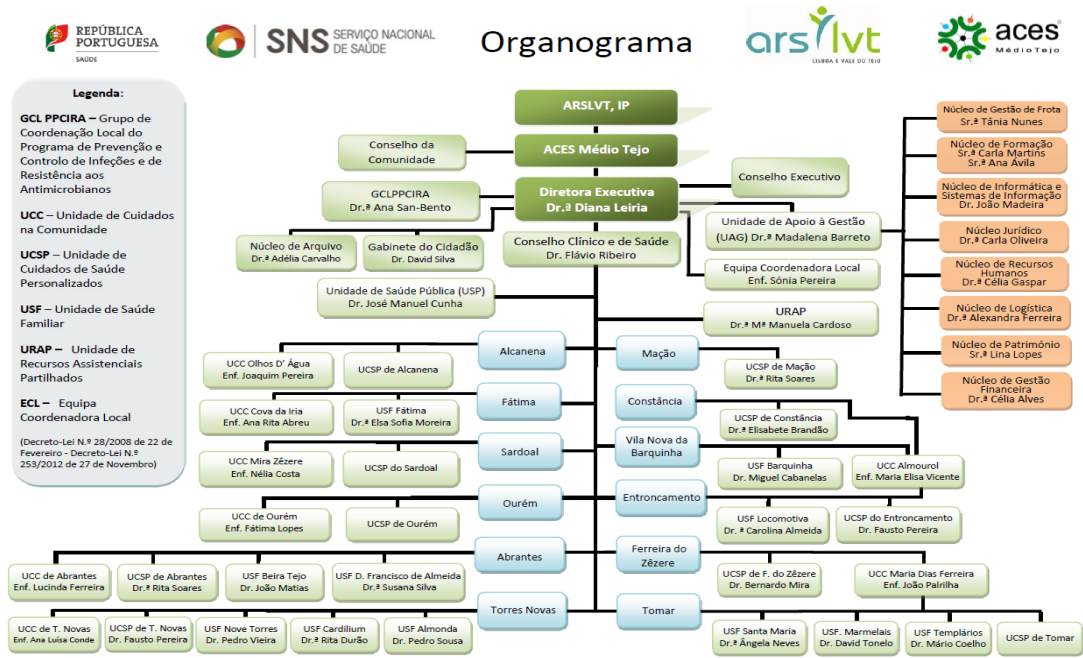 REPÚBLICA
PORTUGUESA
SAÚDE
SNS SERVIÇO NACIONAL
DE SAÚDE
Organograma
ars lvt
LISBOA E VALE DO TEJO
aces
MédioTejo
Legenda:
GCL PPCIRA – Grupo de
Coordenação Local do
Programa de Prevenção e
Controlo de Infeções e de
Resistência aos
Antimicrobianos
UCC – Unidade de Cuidados
na Comunidade
UCSP – Unidade de
Cuidados de Saúde
Personalizados
USF – Unidade de Saúde
Familiar
URAP – Unidade de
Recursos Assistenciais
Partilhados
ECL – Equipa
Coordenadora Local
(Decreto-Lei N.º 28/2008 de 22 de
Fevereiro - Decreto-Lei N.º
253/2012 de 27 de Novembro)
ARSLVT, IP
Conselho da
Comunidade
ACES Médio Tejo
Conselho Executivo
GCLPPCIRA
Dr.ª Ana San-Bento
Diretora Executiva
Dr.ª Diana Leiria
Unidade de Apoio à Gestão
(UAG) Dr.ª Madalena Barreto
Núcleo de Arquivo
Dr.ª Adélia Carvalho
Gabinete do Cidadão
Dr. David Silva
Conselho Clínico e de Saúde
Dr. Flávio Ribeiro
Equipa Coordenadora Local
Enf. Sónia Pereira
Unidade de Saúde Pública (USP)
Dr. José Manuel Cunha
URAP
Dr.ª Mª Manuela Cardoso
Núcleo de Gestão de Frota
Sr.ª Tânia Nunes
Núcleo de Formação
Sr.ª Carla Martins
Sr.ª Ana Ávila
Núcleo de Informática e
Sistemas de Informação
Dr. João Madeira
Núcleo Jurídico
Dr.ª Carla Oliveira
Núcleo de Recursos
Humanos
Dr.ª Célia Gaspar
Núcleo de Logística
Dr.ª Alexandra Ferreira
Núcleo de Património
Sr.ª Lina Lopes
Núcleo de Gestão
Financeira
Dr.ª Célia Alves
Alcanena
UCC Olhos D' Água
Enf. Joaquim Pereira
UCSP de Alcanena
Mação
UCSP de Mação
Dr.ª Rita Soares
Fátima
UCC Cova da Iria
Enf. Ana Rita Abreu
USF Fátima
Dr.ª Elsa Sofia Moreira
Constância
UCSP de Constância
Dr.ª Elisabete Brandão
Sardoal
UCC Mira Zêzere
Enf. Nélia Costa
UCSP do Sardoal
Vila Nova da
Barquinha
USF Barquinha
Dr. Miguel Cabanelas
UCC Almourol
Enf. Maria Elisa Vicente
Ourém
UCC de Ourém
Enf. Fátima Lopes
UCSP de Ourém
Entroncamento
USF Locomotiva
Dr. ª Carolina Almeida
UCSP do Entroncamento
Dr. Fausto Pereira
Abrantes
UCC de Abrantes
Enf. Lucinda Ferreira
UCSP de Abrantes
Dr.ª Rita Soares
USF Beira Tejo
Dr. João Matias
USF D. Francisco de Almeida
Dr.ª Susana Silva
Ferreira do
Zêzere
UCSP de F. do Zêzere
Dr. Bernardo Mira
UCC Maria Dias Ferreira
Enf. João Palrilha
Torres Novas
UCC de T. Novas
Enf. Ana Luísa Conde
UCSP de T. Novas
Dr. Fausto Pereira
USF Nove Torres
Dr. Pedro Vieira
USF Cardilium
Dr.ª Rita Durão
USF Almonda
Dr. Pedro Sousa
Tomar
USF Santa Maria
Dr.ª Ângela Neves
USF. Marmelais
Dr. David Tonelo
USF Templários
Dr. Mário Coelho
UCSP de Tomar